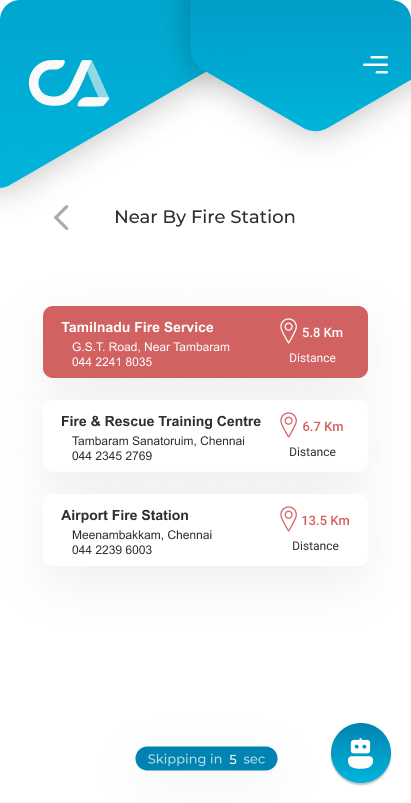 CA
Near By Fire Station
Tamilnadu Fire Service
G.S.T. Road, Near Tambaram
044 2241 8035
5.8 Km
Distance
Fire & Rescue Training Centre
Tambaram Sanatoruim, Chennai
044 2345 2769
6.7 Km
Distance
Airport Fire Station
Meenambakkam, Chennai
044 2239 6003
13.5 Km
Distance
Skipping in 5 sec